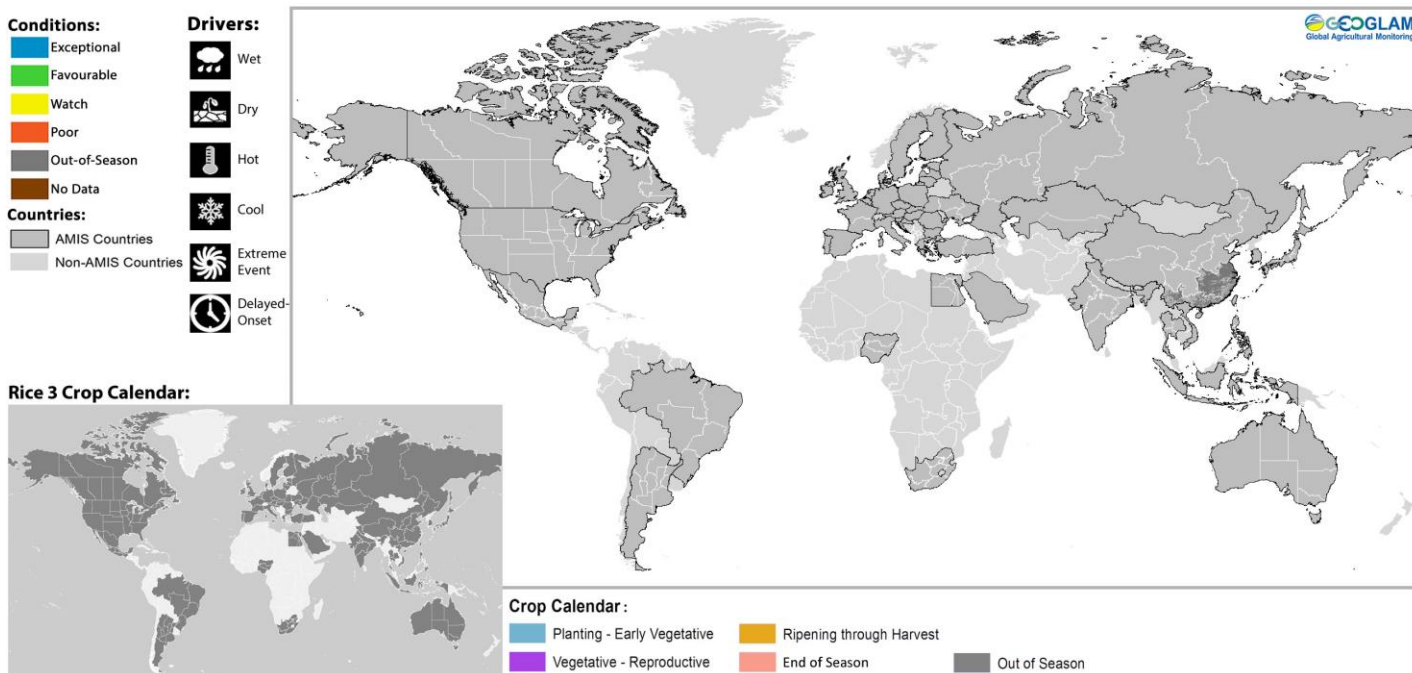 Conditions:
Exceptional
Favourable
Watch
Poor
Out-of-Season
No Data
Countries:
AMIS Countries
Non-AMIS Countries
Drivers:
Wet
Dry
Hot
Cool
Extreme
Event
Delayed-
Onset
GEOGLAM
Global Agricultural Monitoring
Rice 3 Crop Calendar:
Crop Calendar :
Planting - Early Vegetative
Ripening through Harvest
Vegetative - Reproductive
End of Season
Out of Season